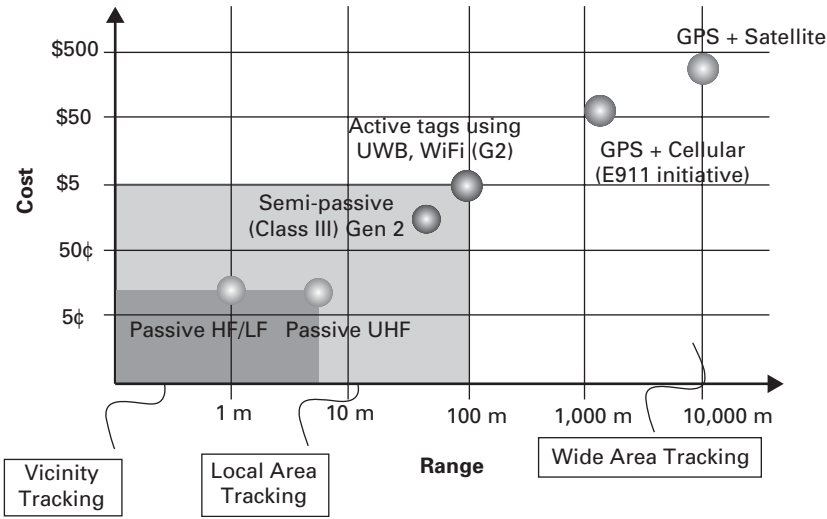 $500
$50
$5
50¢
5¢
Cost
GPS + Satellite
Active tags using
UWB, WiFi (G2)
GPS + Cellular
(E911 initiative)
Semi-passive
(Class III) Gen 2
Passive HF/LF
Passive UHF
1 m
10 m
100 m
1,000 m
10,000 m
Range
Vicinity
Tracking
Local Area
Tracking
Wide Area Tracking